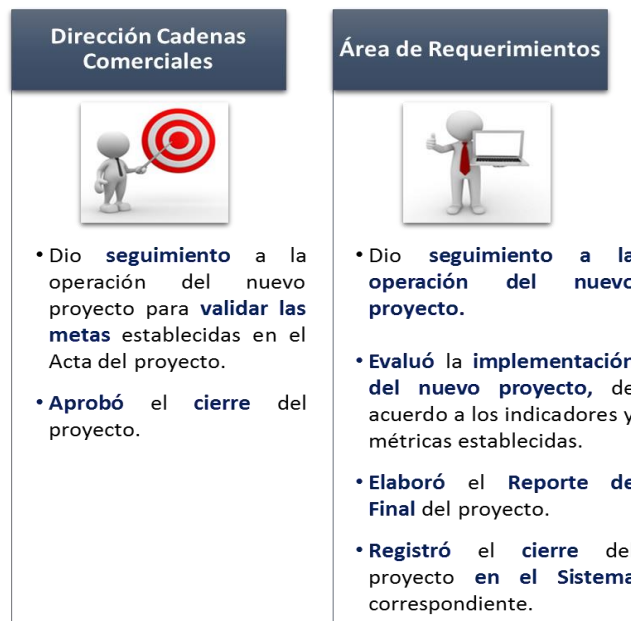 Dirección Cadenas
Comerciales
• Dio seguimiento a la
operación del nuevo
proyecto para validar las
metas establecidas en el
Acta del proyecto.
• Aprobó el cierre del
proyecto.
Área de Requerimientos
• Dio seguimiento a la
operación del nuevo
proyecto.
• Evaluó la implementación
del nuevo proyecto, de
acuerdo a los indicadores y
métricas establecidas.
• Elaboró el Reporte de
Final del proyecto.
• Registró el cierre de
proyecto en el Sistema
correspondiente.